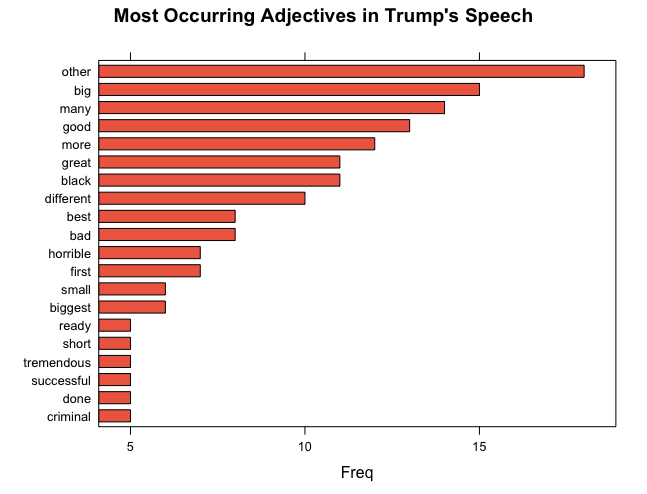 Most Occurring Adjectives in Trump's Speech
other
big
many
good
more
great
black
different
best
bad
horrible
first
small
biggest
ready
short
tremendous
successful
done
criminal
5 10 15
Freq